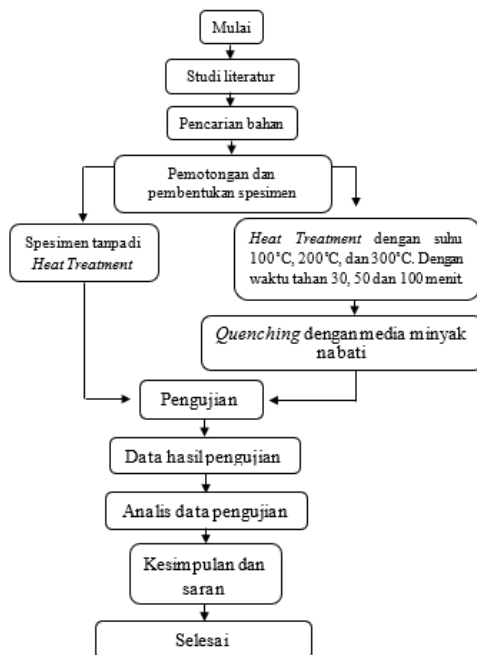 Mulai
Studi literatur
Pencarian bahan
Pemotongan dan
pembentukan spesimen
Spesimen tanpa di
Heat Treatment
Heat Treatment dengan suhu
100°C, 200°C, dan 300°C. Dengan
waktu tahan 30, 50 dan 100 menit
Quenching dengan media minyak
nabati
Pengujian
Data hasil pengujian
Analis data pengujian
Kesimpulan dan
saran
Selesai